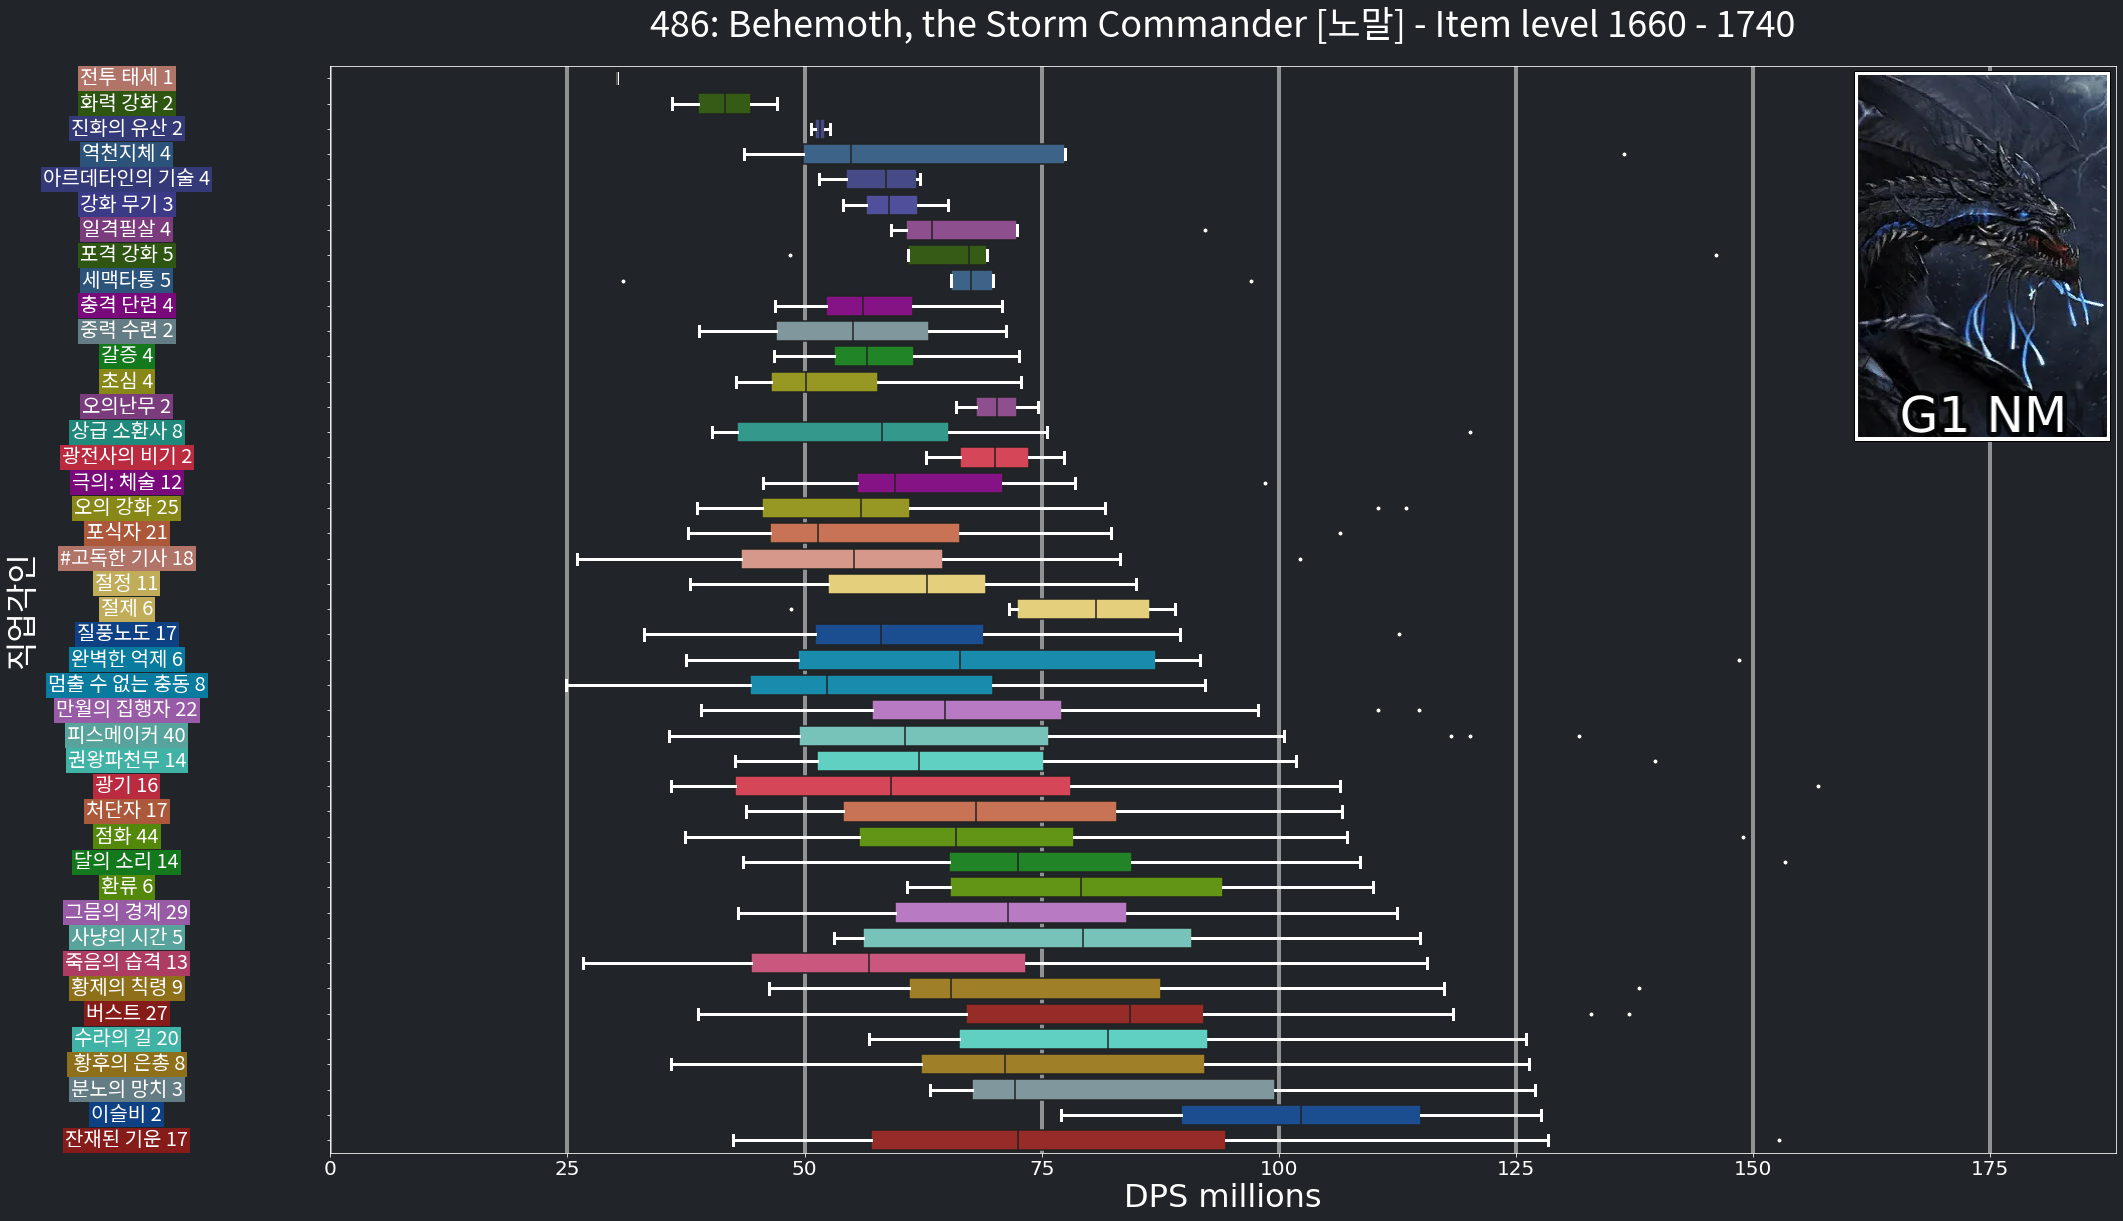 486: Behemoth, the Storm Commander [노말] - Item level 1660 - 1740
직업각인
전투 태세 1
화력 강화 2
진화의 유산 2
역천지체 4
아르데타인의 기술 4
강화 무기 3
일격필살 4
포격 강화 5
세맥타통 5
충격 단련 4
중력 수련 2
갈증 4
초심 4
오의난무 2
상급 소환사 8
광전사의 비기 2
극의: 체술 12
오의 강화 25
포식자 21
#고독한 기사 18
절정 11
절제 6
질풍노도 17
완벽한 억제 6
멈출 수 없는 충동 8
만월의 집행자 22
피스메이커 40
권왕파천무 14
광기 16
처단자 17
점화 44
달의 소리 14
환류 6
그믐의 경계 29
사냥의 시간 5
죽음의 습격 13
황제의 칙령 9
버스트 27
수라의 길 20
황후의 은총 8
분노의 망치 3
이슬비 2
잔재된 기운 17
G1 NM
0 25 50 75 100 125 150 175
DPS millions